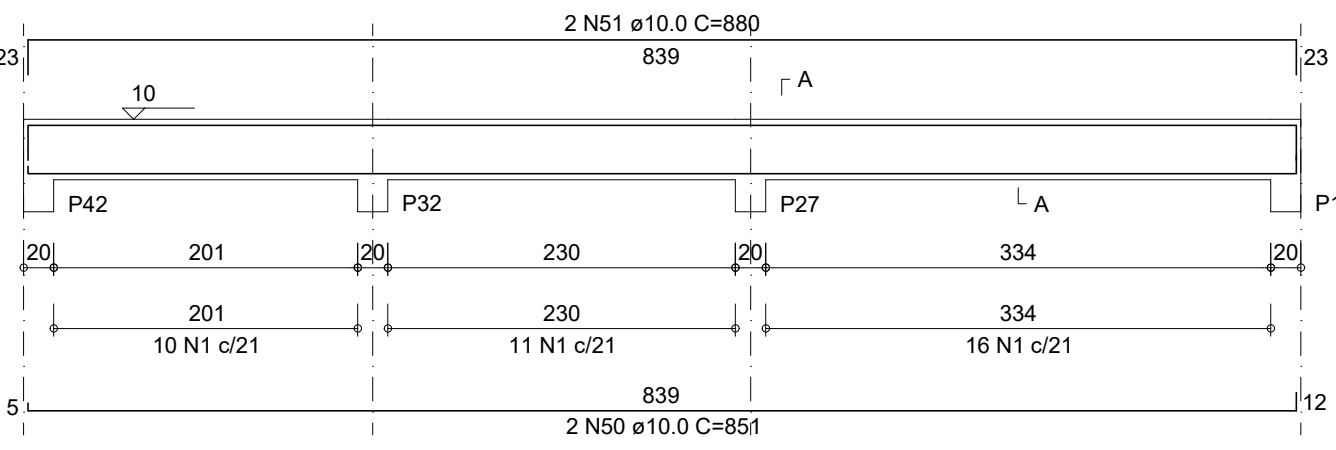 2 N51 ø10.0 C=880
23 839 23
A
10
P42 P32 P27 A P1
20 201 20 230 20 334 20
201 230 334
10 N1 c/21 11 N1 c/21 16 N1 c/21
5 839 12
2 N50 ø10.0 C=851